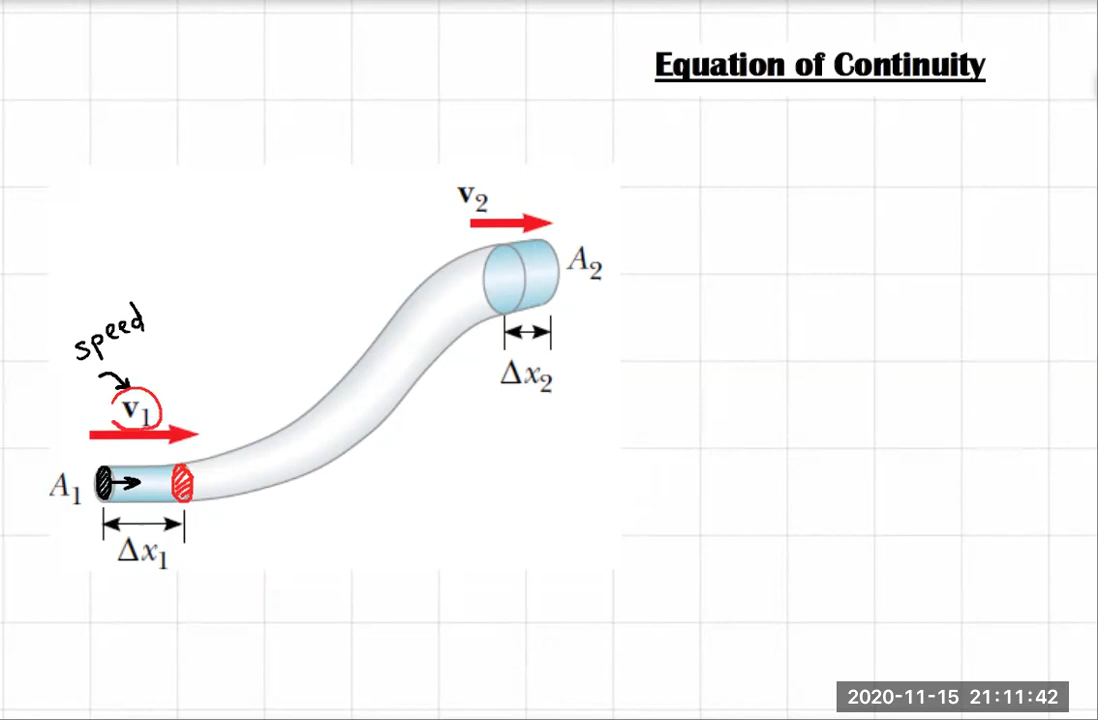 Equation of Continuity
v₂
A₂
speed
Δx₂
v₁
A₁
Δx₁
2020-11-15 21:11:42